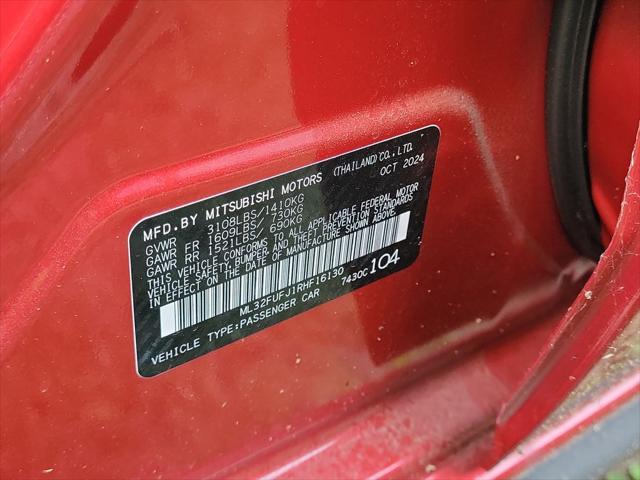 MFD.BY MITSUBISHI MOTORS (THAILAND) CO., LTD.
OCT 2024
GVWR 3108LBS/1410KG
GAWR FR 1609LBS/ 730KG
GAWR RR 1521LBS/ 690KG
THIS VEHICLE CONFORMS TO ALL APPLICABLE FEDERAL MOTOR
VEHICLE SAFETY, BUMPER AND THEFT PREVENTION STANDARDS
IN EFFECT ON THE DATE OF MANUFACTURE SHOWN ABOVE.
ML32FUFJ1RHF16130 7430C 104
VEHICLE TYPE:PASSENGER CAR